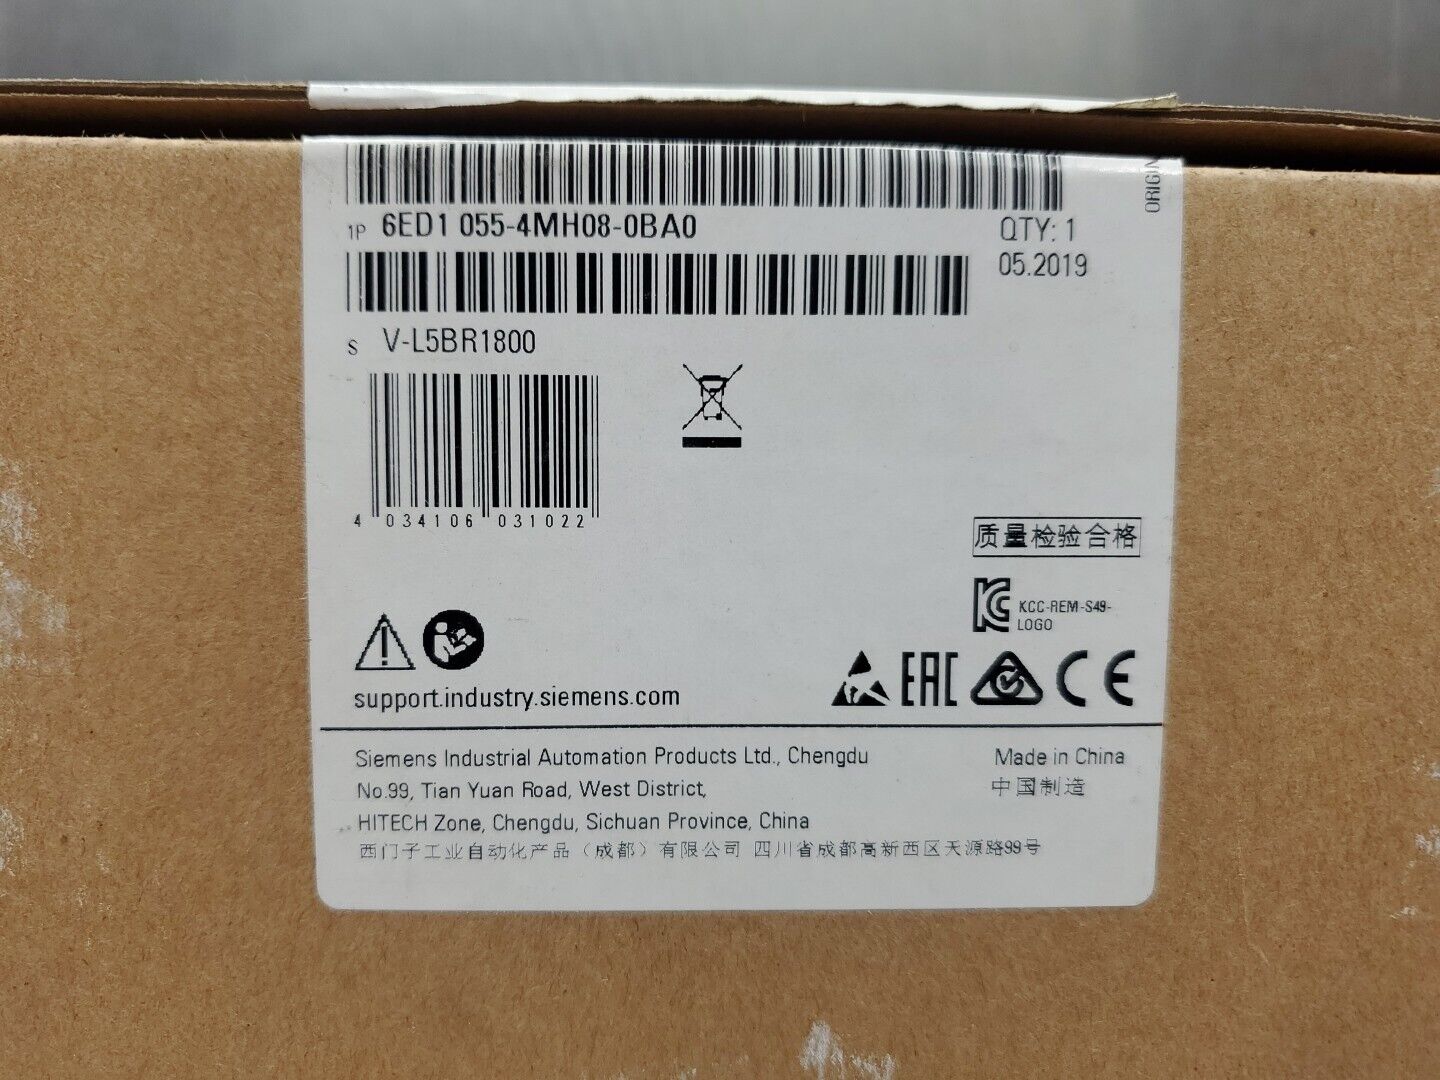 ORIGIN
1P 6ED1 055-4MH08-0BA0
QTY: 1
05.2019
S V-L5BR1800
4 034106 031022
质量检验合格
KCC-REM-S49-
LOGO
support.industry.siemens.com
EAC
CE
Siemens Industrial Automation Products Ltd., Chengdu
Made in China
No.99, Tian Yuan Road, West District,
中国制造
HITECH Zone, Chengdu, Sichuan Province, China
西门子工业自动化产品（成都）有限公司 四川省成都高新西区天源路99号